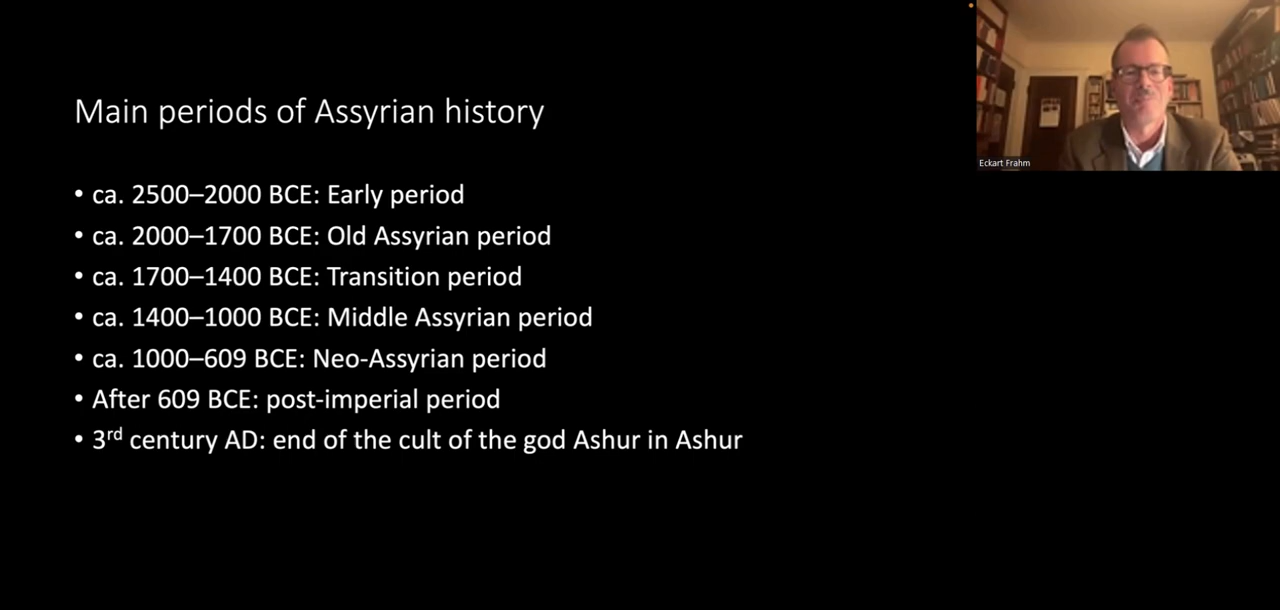 Main periods of Assyrian history
• ca. 2500–2000 BCE: Early period
• ca. 2000–1700 BCE: Old Assyrian period
• ca. 1700–1400 BCE: Transition period
• ca. 1400–1000 BCE: Middle Assyrian period
• ca. 1000–609 BCE: Neo-Assyrian period
• After 609 BCE: post-imperial period
• 3rd century AD: end of the cult of the god Ashur in Ashur
Eckart Frahm